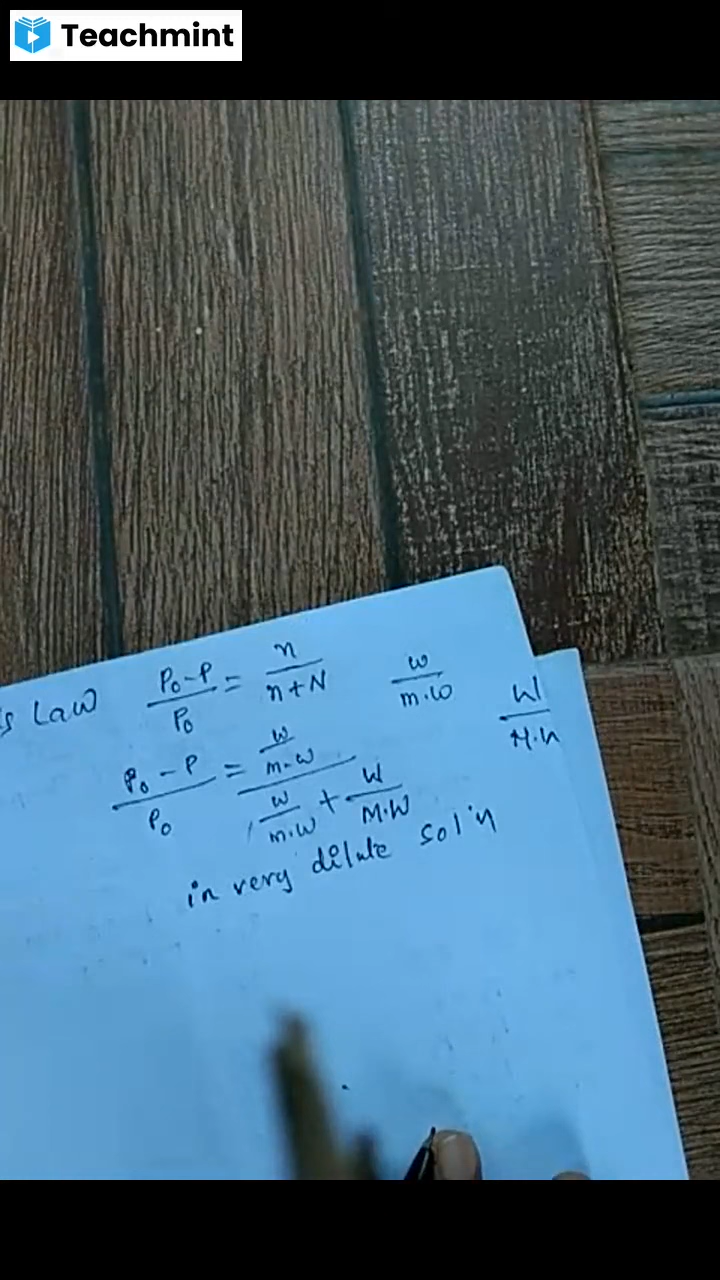 Teachmint
s Law P₀-P/P₀ = n/n+N w/m.w W/M.W
P₀-P/P₀ = w/m.w / w/m.w + W/M.W
in very dilute sol'n